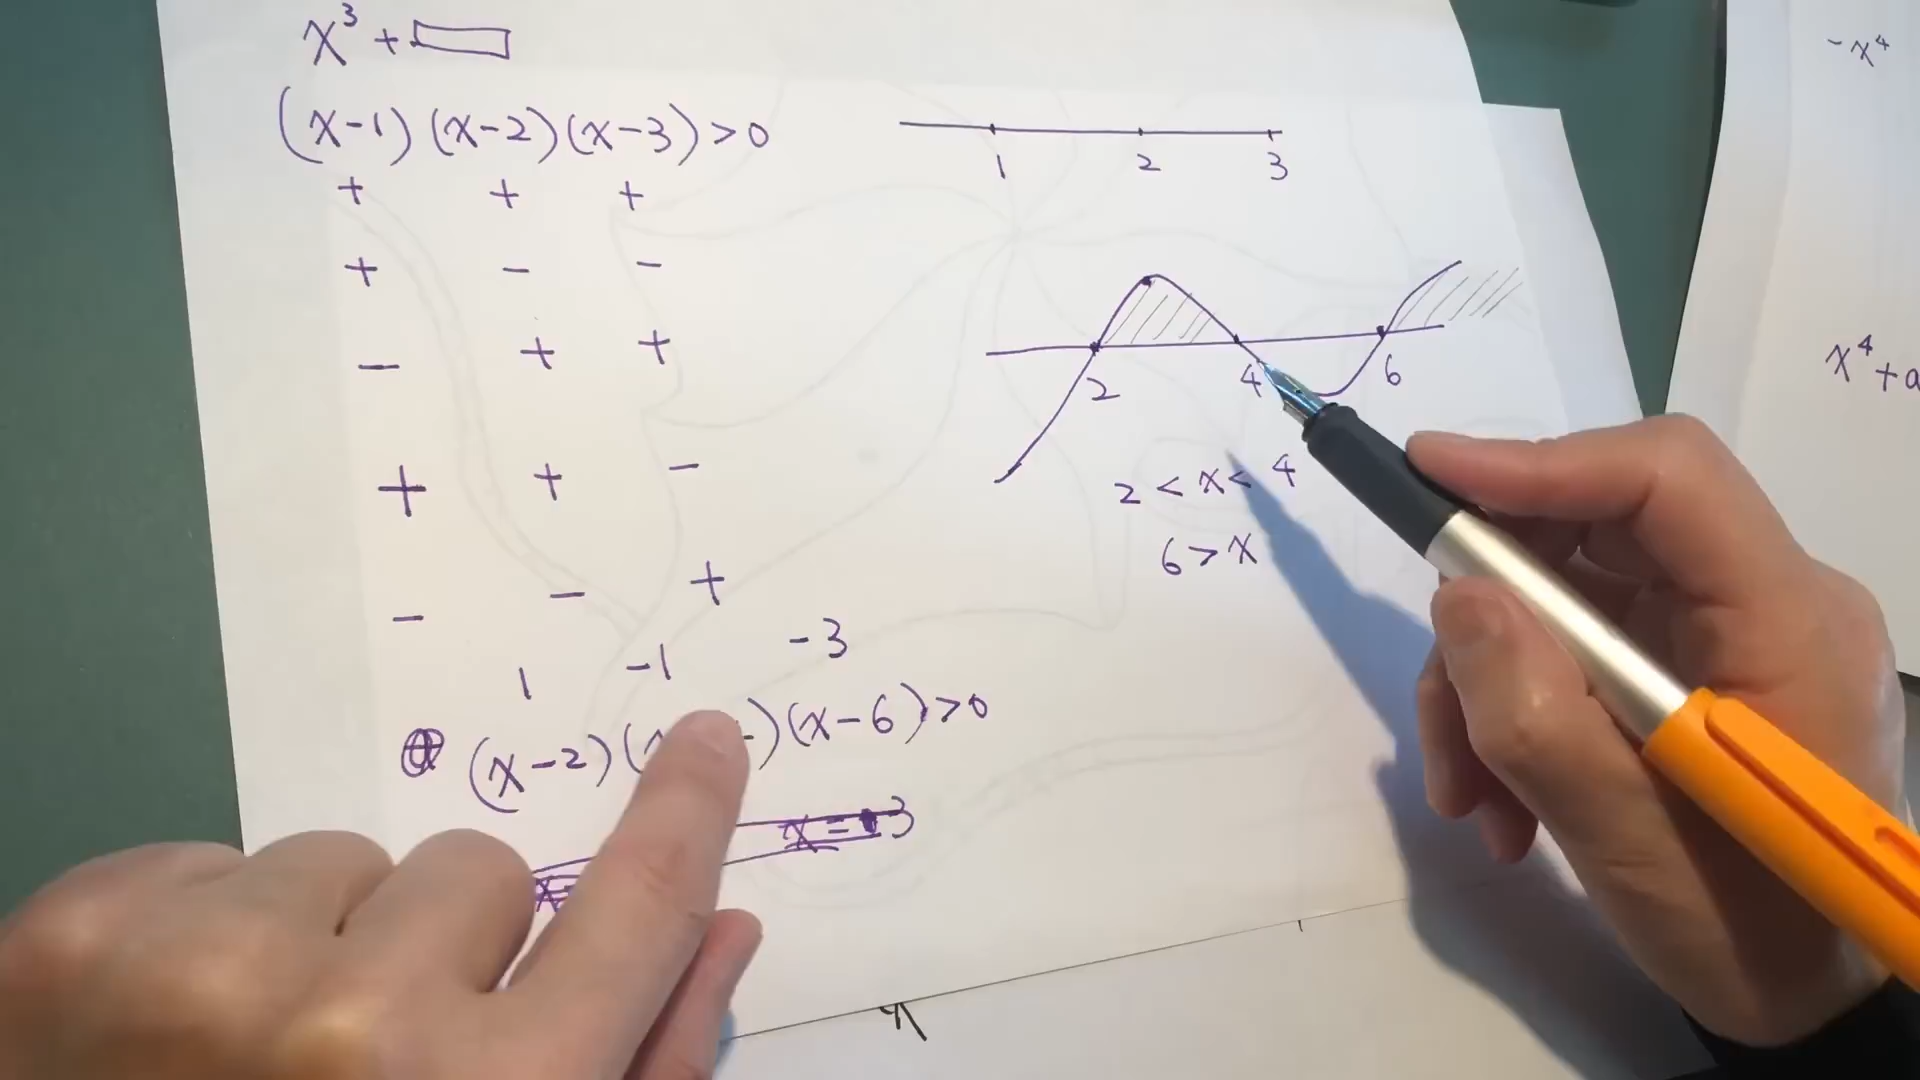 x³ +
(x-1)(x-2)(x-3)>0
+ + +
+ - -
- + +
+ + -
- - +
1 -1 -3
(x-2)( )(x-6)>0
x=3
1 2 3
2 4 6
2<x<4
6>x
-x⁴
x⁴+a